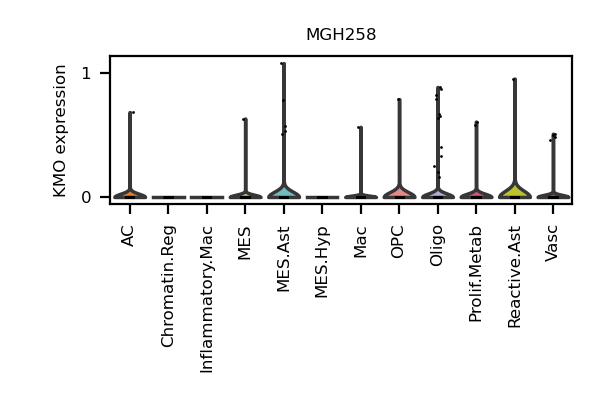 MGH258
KMO expression
1
0
AC
Chromatin.Reg
Inflammatory.Mac
MES
MES.Ast
MES.Hyp
Mac
OPC
Oligo
Prolif.Metab
Reactive.Ast
Vasc